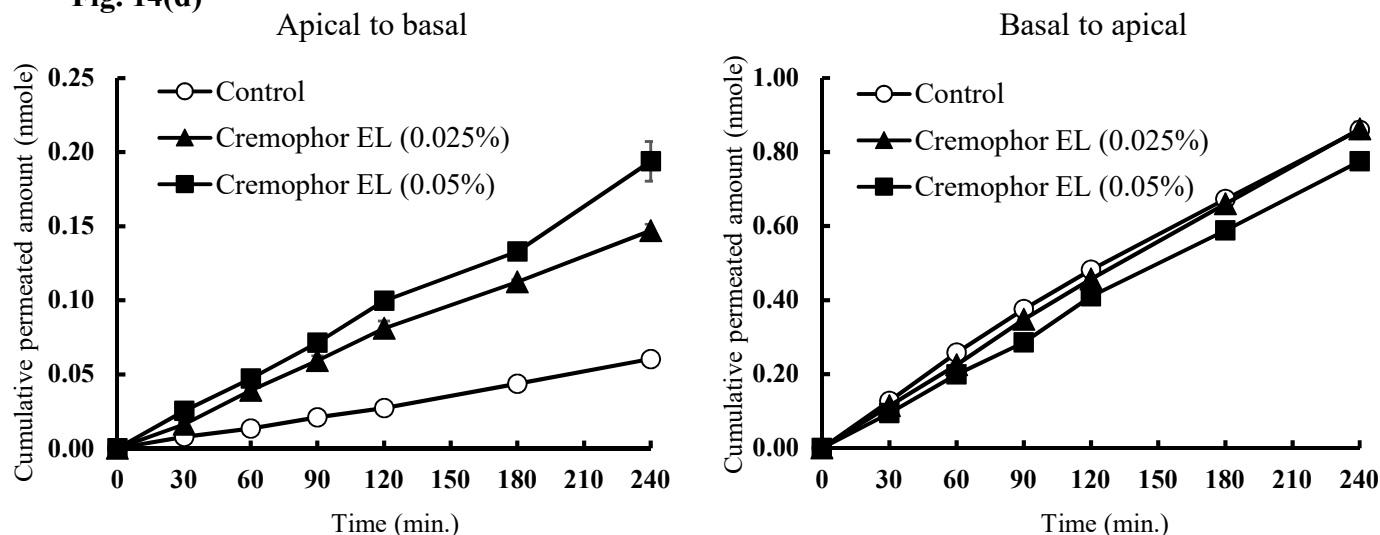 Fig. 14(d)
Apical to basal
Cumulative permeated amount (nmole)
0.25
0.20
0.15
0.10
0.05
0.00
Control
Cremophor EL (0.025%)
Cremophor EL (0.05%)
0 30 60 90 120 150 180 210 240
Time (min.)
Basal to apical
Cumulative permeated amount (nmole)
1.00
0.80
0.60
0.40
0.20
0.00
Control
Cremophor EL (0.025%)
Cremophor EL (0.05%)
0 30 60 90 120 150 180 210 240
Time (min.)